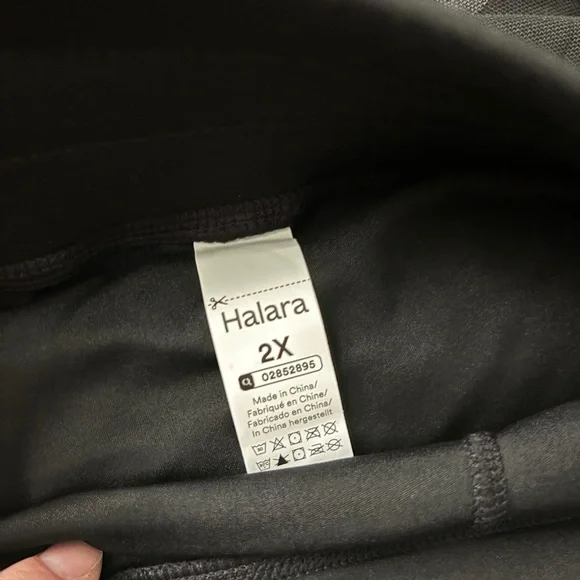 Halara
2X
02852895
Made in China/
Fabriqué en Chine/
Fabricado en China/
In China hergestellt